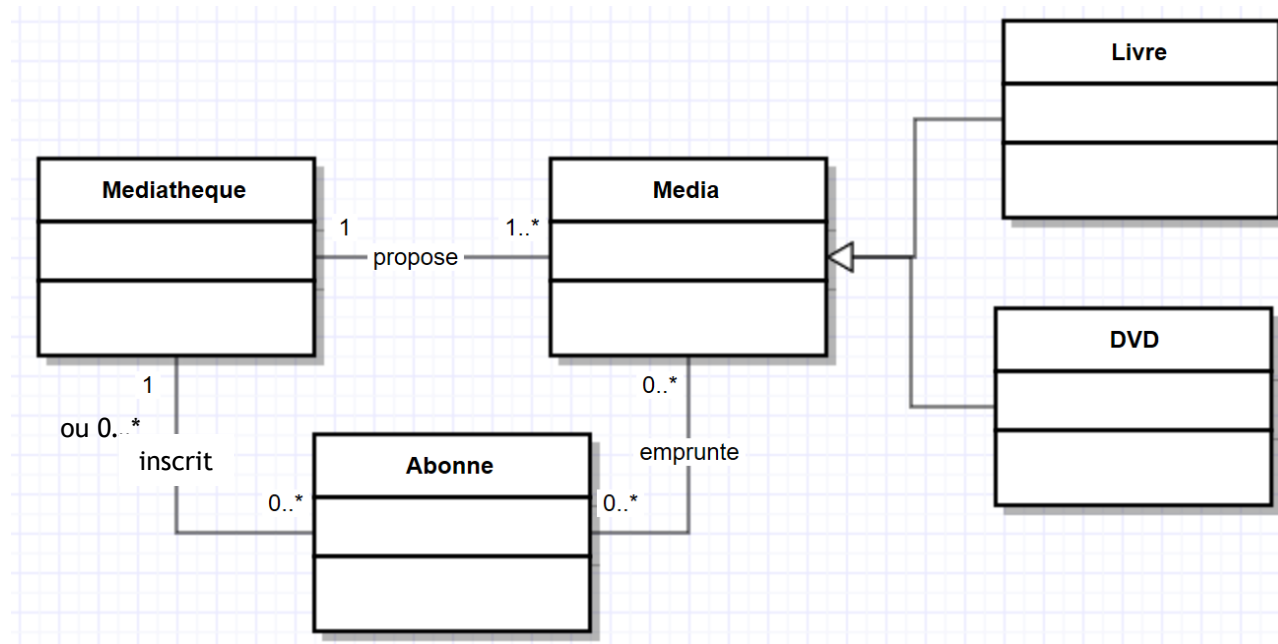 Livre
Mediatheque
Media
1
1..*
propose
DVD
1
0..*
ou 0..*
inscrit
emprunte
Abonne
0..*
0..*